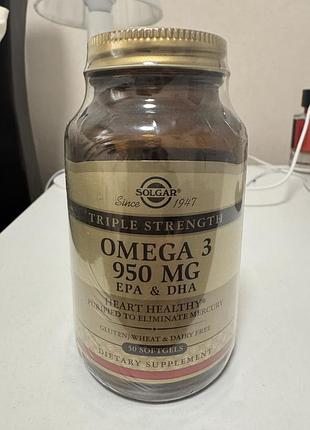 SOLGAR®
Since 1947
TRIPLE STRENGTH
OMEGA 3
950 MG
EPA & DHA
HEART HEALTHY*
PURIFIED TO ELIMINATE MERCURY
GLUTEN, WHEAT & DAIRY FREE
50 SOFTGELS
DIETARY SUPPLEMENT